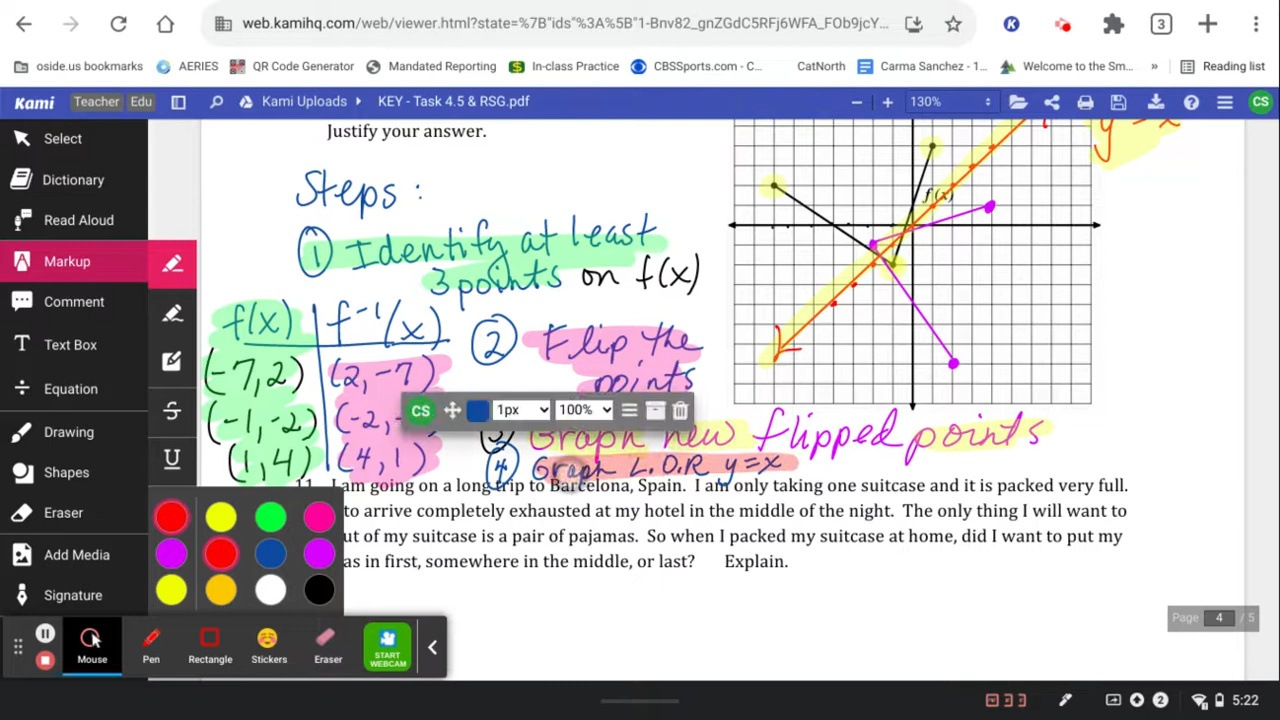 web.kamihq.com/web/viewer.html?state=%7B"ids"%3A%5B"1-Bnv82_gnZGdC5RFj6WFA_FOb9jcY...
3
oside.us bookmarks AERIES QR Code Generator Mandated Reporting In-class Practice CBSSports.com - C... CatNorth Carma Sanchez - 1... Welcome to the Sm... » Reading list
Kami Teacher Edu Kami Uploads KEY - Task 4.5 & RSG.pdf 130% CS
Select
Dictionary
Read Aloud
Markup
Comment
Text Box
Equation
Drawing
Shapes
Eraser
Add Media
Signature
Justify your answer.
y = x
f(x)
Steps :
① Identify at least
3 points on f(x)
f(x) f⁻¹(x)
(-7,2) (2,-7)
(-1,-2) (-2,
(1,4) (4,1)
② Flip the
points
CS 1px 100%
(3) Graph new flipped points
④ Graph L.O.R y=x
11. I am going on a long trip to Barcelona, Spain. I am only taking one suitcase and it is packed very full.
to arrive completely exhausted at my hotel in the middle of the night. The only thing I will want to
ut of my suitcase is a pair of pajamas. So when I packed my suitcase at home, did I want to put my
as in first, somewhere in the middle, or last? Explain.
Page 4 / 5
Mouse Pen Rectangle Stickers Eraser START WEBCAM
2 5:22